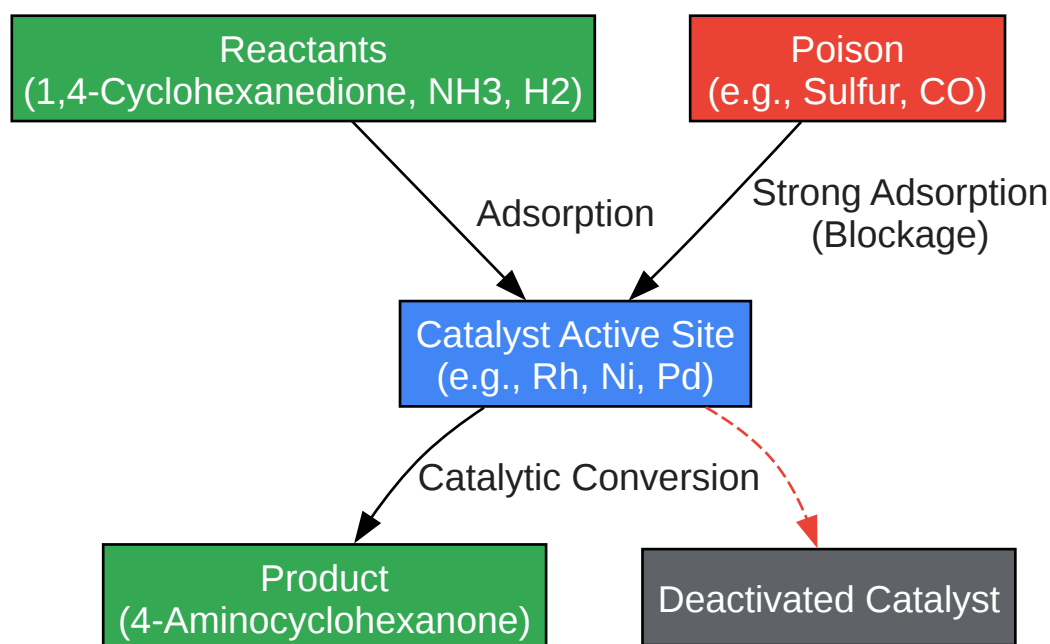 Reactants
(1,4-Cyclohexanedione, NH3, H2)
Poison
(e.g., Sulfur, CO)
Adsorption
Strong Adsorption
(Blockage)
Catalyst Active Site
(e.g., Rh, Ni, Pd)
Catalytic Conversion
Product
(4-Aminocyclohexanone)
Deactivated Catalyst